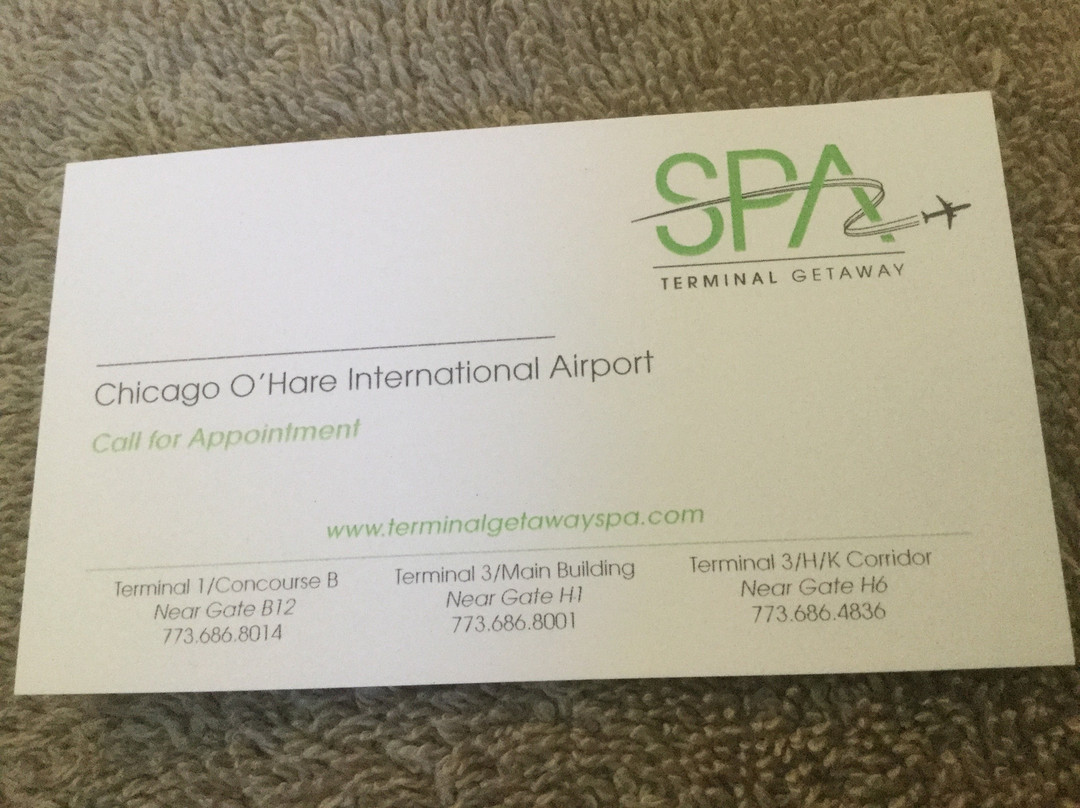 SPA
TERMINAL GETAWAY
Chicago O'Hare International Airport
Call for Appointment
www.terminalgetawayspa.com
Terminal 1/Concourse B
Near Gate B12
773.686.8014
Terminal 3/Main Building
Near Gate H1
773.686.8001
Terminal 3/H/K Corridor
Near Gate H6
773.686.4836